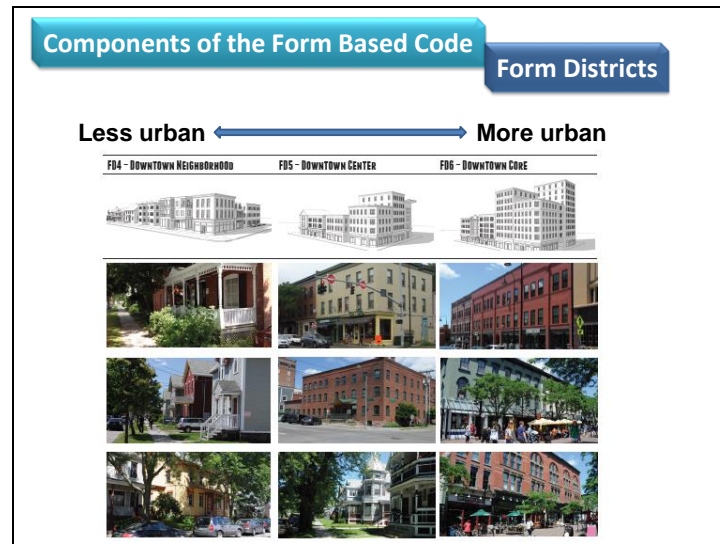 Components of the Form Based Code
Form Districts
Less urban More urban
FD4 – Downtown Neighborhood FD5 – Downtown Center FD6 – Downtown Core